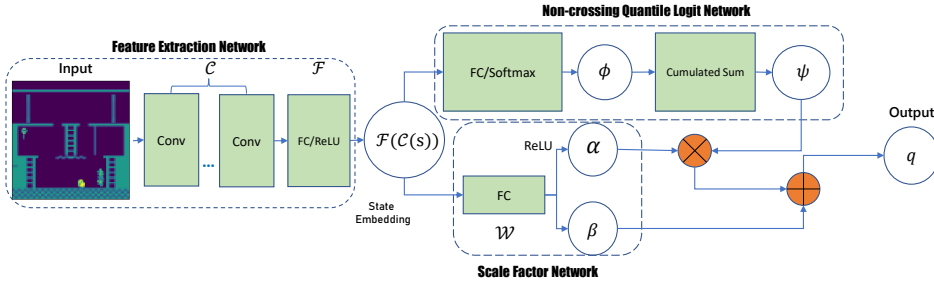 Non-crossing Quantile Logit Network
Feature Extraction Network
Input
𝒞
ℱ
Conv
...
Conv
FC/ReLU
ℱ(𝒞(s))
State
Embedding
FC/Softmax
ϕ
Cumulated Sum
ψ
ReLU
α
FC
𝒲
β
Scale Factor Network
Output
q